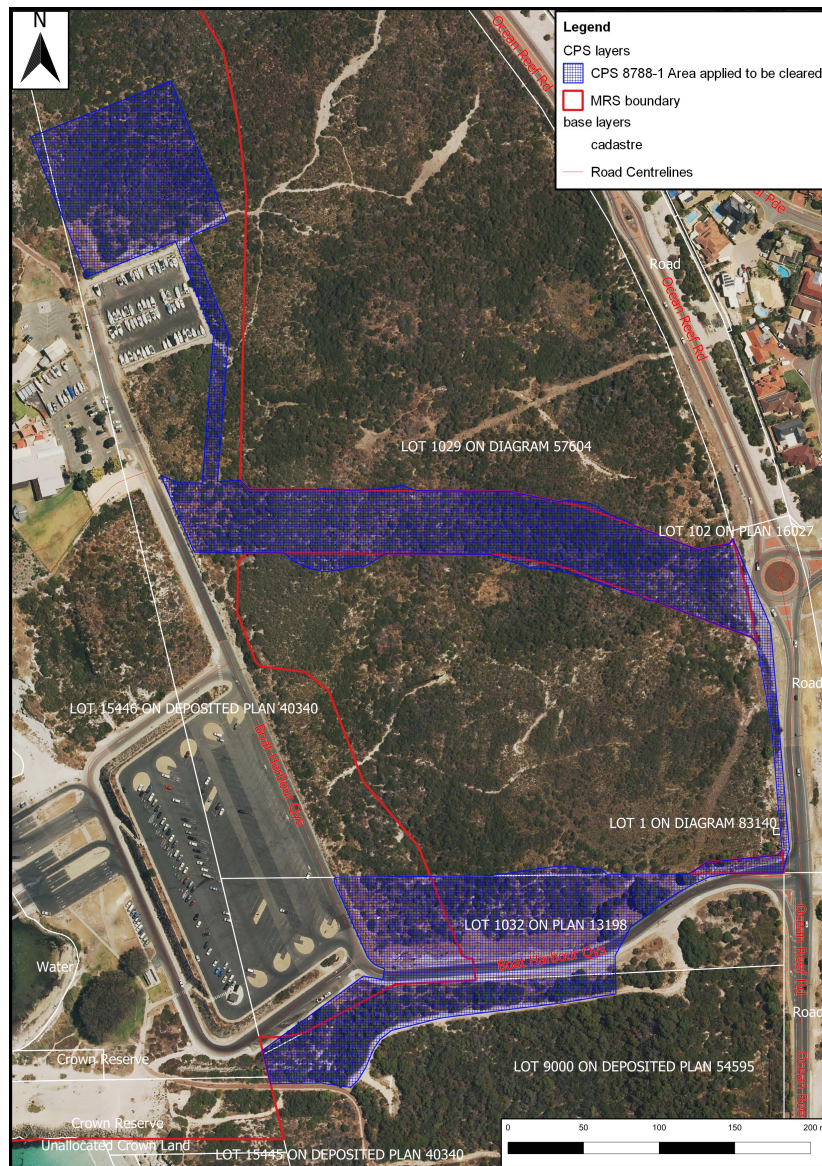 N
Ocean Reef Rd
Legend
CPS layers
CPS 8788-1 Area applied to be cleared
MRS boundary
base layers
cadastre
Road Centrelines
Pde
Road
Ocean Reef Rd
LOT 1029 ON DIAGRAM 57604
LOT 102 ON PLAN 16027
Road
LOT 15446 ON DEPOSITED PLAN 40340
Boat Harbour Qys
LOT 1 ON DIAGRAM 83140
LOT 1032 ON PLAN 13198
Boat Harbour Qys
Ocean Reef Rd
Water
Road
Crown Reserve
LOT 9000 ON DEPOSITED PLAN 54595
Ocean Ree
Crown Reserve
Unallocated Crown Land
LOT 15445 ON DEPOSITED PLAN 40340
0 50 100 150 200 m